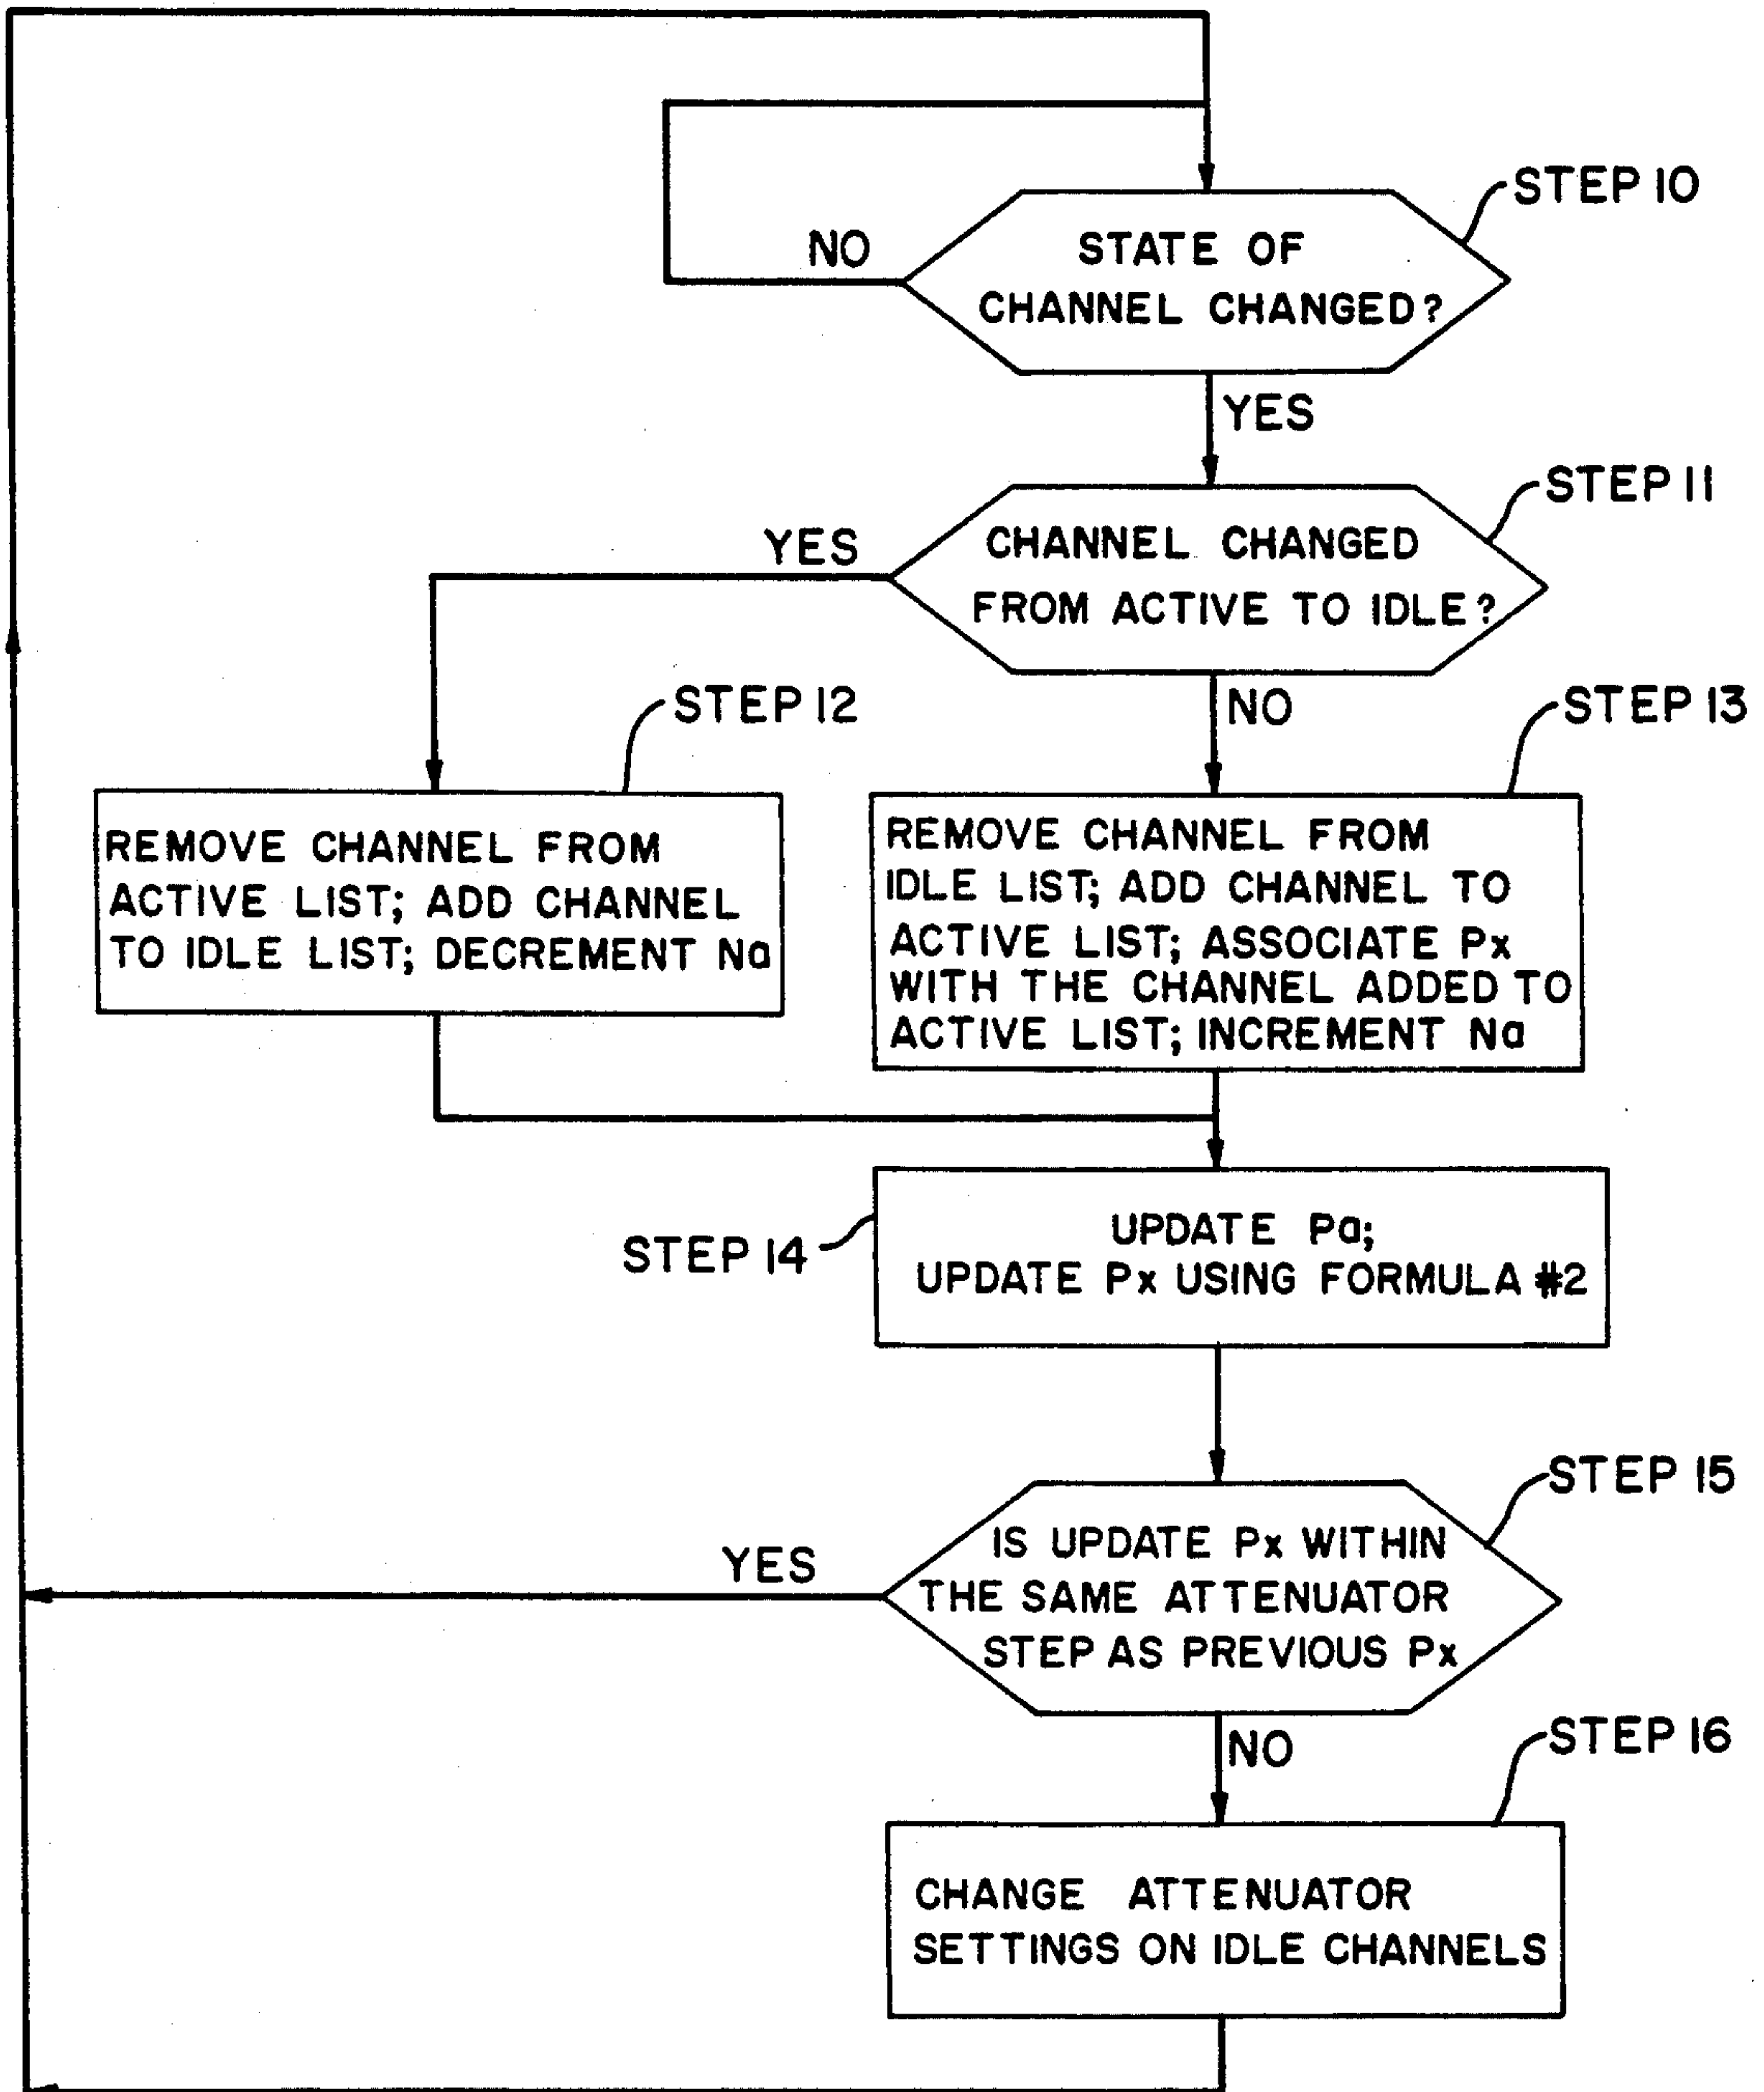 STEP 10
NO
STATE OF
CHANNEL CHANGED?
YES
STEP 11
YES
CHANNEL CHANGED
FROM ACTIVE TO IDLE?
STEP 12
NO
STEP 13
REMOVE CHANNEL FROM
ACTIVE LIST; ADD CHANNEL
TO IDLE LIST; DECREMENT Na
REMOVE CHANNEL FROM
IDLE LIST; ADD CHANNEL TO
ACTIVE LIST; ASSOCIATE Px
WITH THE CHANNEL ADDED TO
ACTIVE LIST; INCREMENT Na
STEP 14
UPDATE Pa;
UPDATE Px USING FORMULA #2
STEP 15
YES
IS UPDATE Px WITHIN
THE SAME ATTENUATOR
STEP AS PREVIOUS Px
NO
STEP 16
CHANGE ATTENUATOR
SETTINGS ON IDLE CHANNELS